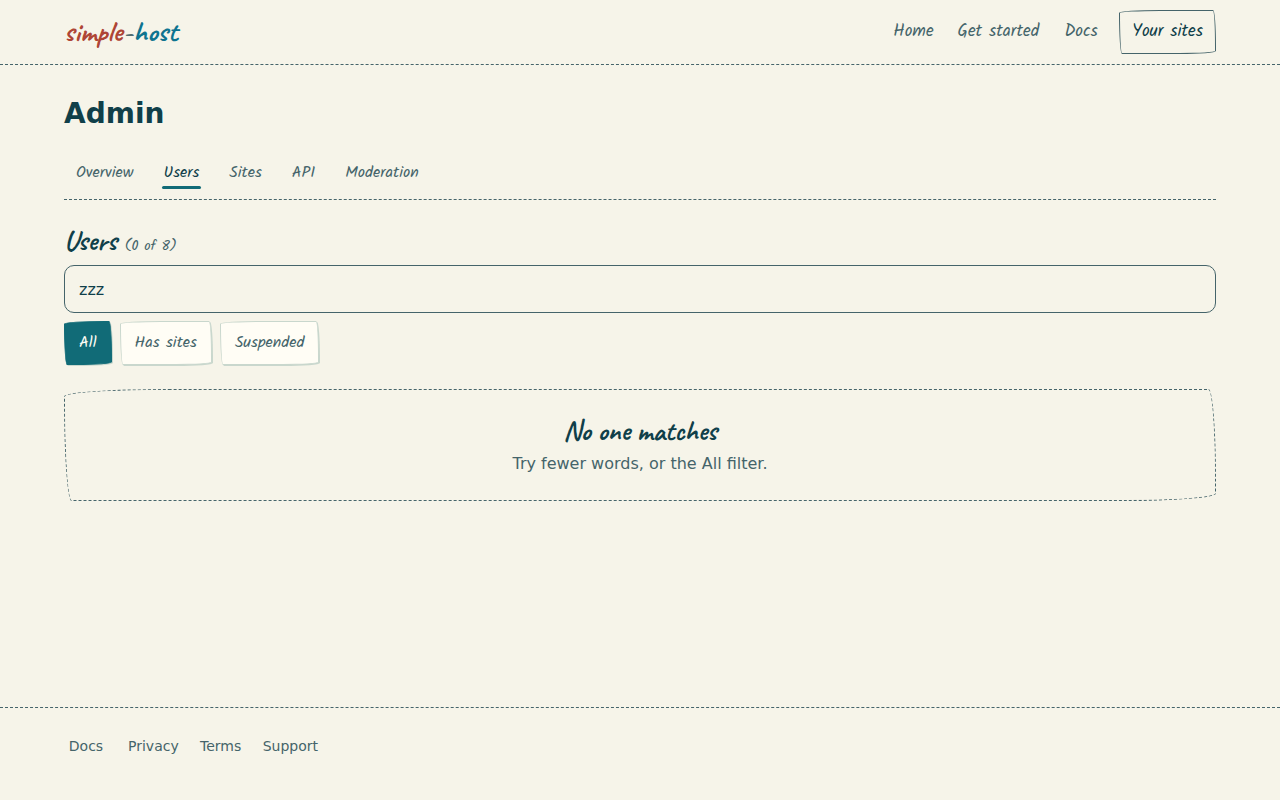 simple-host
Home Get started Docs Your sites
Admin
Overview Users Sites API Moderation
Users (0 of 8)
zzz
All Has sites Suspended
No one matches
Try fewer words, or the All filter.
Docs Privacy Terms Support